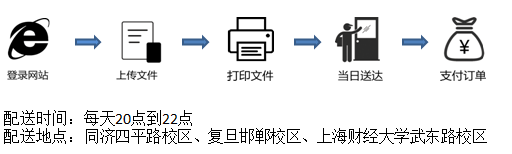 登录网站 上传文件 打印文件 当日送达 支付订单
配送时间：每天20点到22点
配送地点：同济四平路校区、复旦邯郸校区、上海财经大学武东路校区